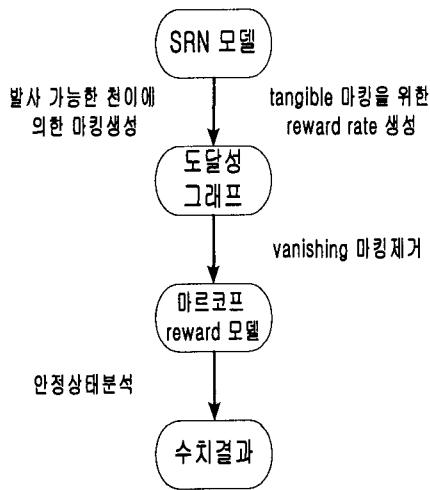 SRN 모델
발사 가능한 천이에
의한 마킹생성
tangible 마킹을 위한
reward rate 생성
도달성
그래프
vanishing 마킹제거
마르코프
reward 모델
안정상태분석
수치결과